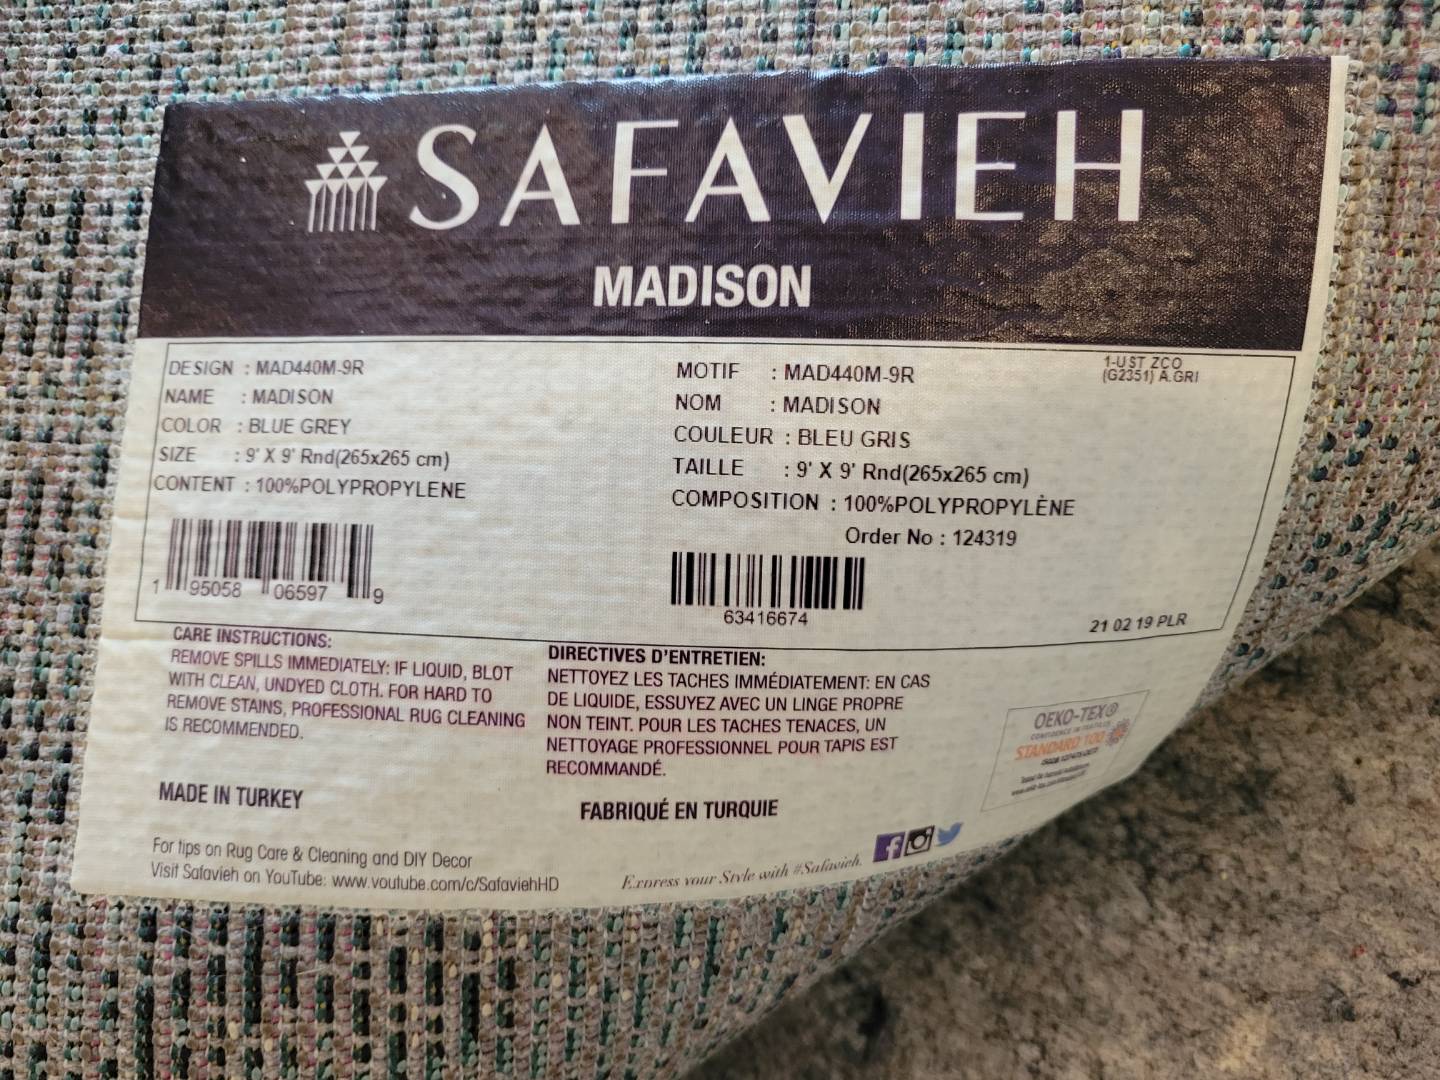 SAFAVIEH
MADISON
DESIGN : MAD440M-9R
NAME : MADISON
COLOR : BLUE GREY
SIZE : 9' X 9' Rnd(265x265 cm)
CONTENT : 100%POLYPROPYLENE
1 95058 06597 9
MOTIF : MAD440M-9R
NOM : MADISON
COULEUR : BLEU GRIS
TAILLE : 9' X 9' Rnd(265x265 cm)
COMPOSITION : 100%POLYPROPYLÈNE
Order No : 124319
63416674
1-UST ZCO
(G2351) A.GRI
21 02 19 PLR
CARE INSTRUCTIONS:
REMOVE SPILLS IMMEDIATELY: IF LIQUID, BLOT
WITH CLEAN, UNDYED CLOTH. FOR HARD TO
REMOVE STAINS, PROFESSIONAL RUG CLEANING
IS RECOMMENDED.
DIRECTIVES D'ENTRETIEN:
NETTOYEZ LES TACHES IMMÉDIATEMENT: EN CAS
DE LIQUIDE, ESSUYEZ AVEC UN LINGE PROPRE
NON TEINT. POUR LES TACHES TENACES, UN
NETTOYAGE PROFESSIONNEL POUR TAPIS EST
RECOMMANDÉ.
MADE IN TURKEY
FABRIQUÉ EN TURQUIE
OEKO-TEX®
CONFIDENCE IN TEXTILES
STANDARD 100
For tips on Rug Care & Cleaning and DIY Decor
Visit Safavieh on YouTube: www.youtube.com/c/SafaviehHD
Express your Style with #Safavieh.